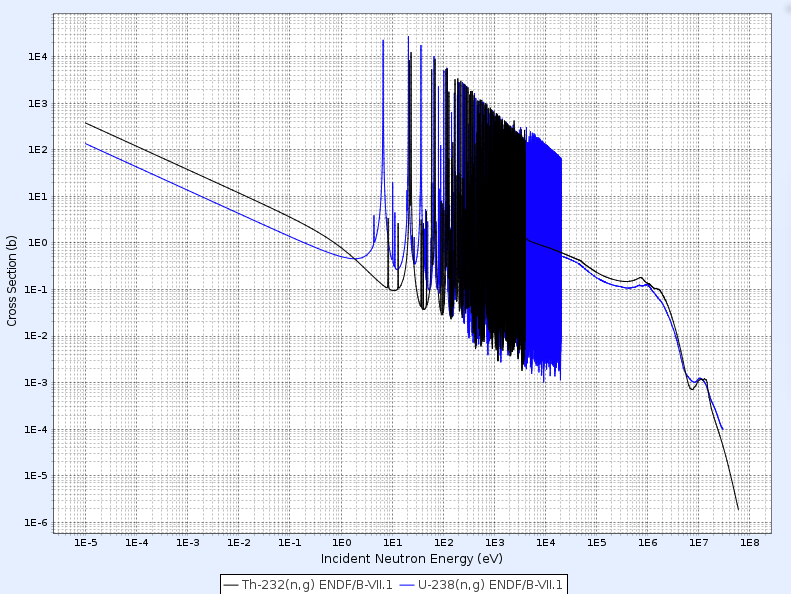 Cross Section (b)
1E4
1E3
1E2
1E1
1E0
1E-1
1E-2
1E-3
1E-4
1E-5
1E-6
1E-5 1E-4 1E-3 1E-2 1E-1 1E0 1E1 1E2 1E3 1E4 1E5 1E6 1E7 1E8
Incident Neutron Energy (eV)
Th-232(n,g) ENDF/B-VII.1 U-238(n,g) ENDF/B-VII.1